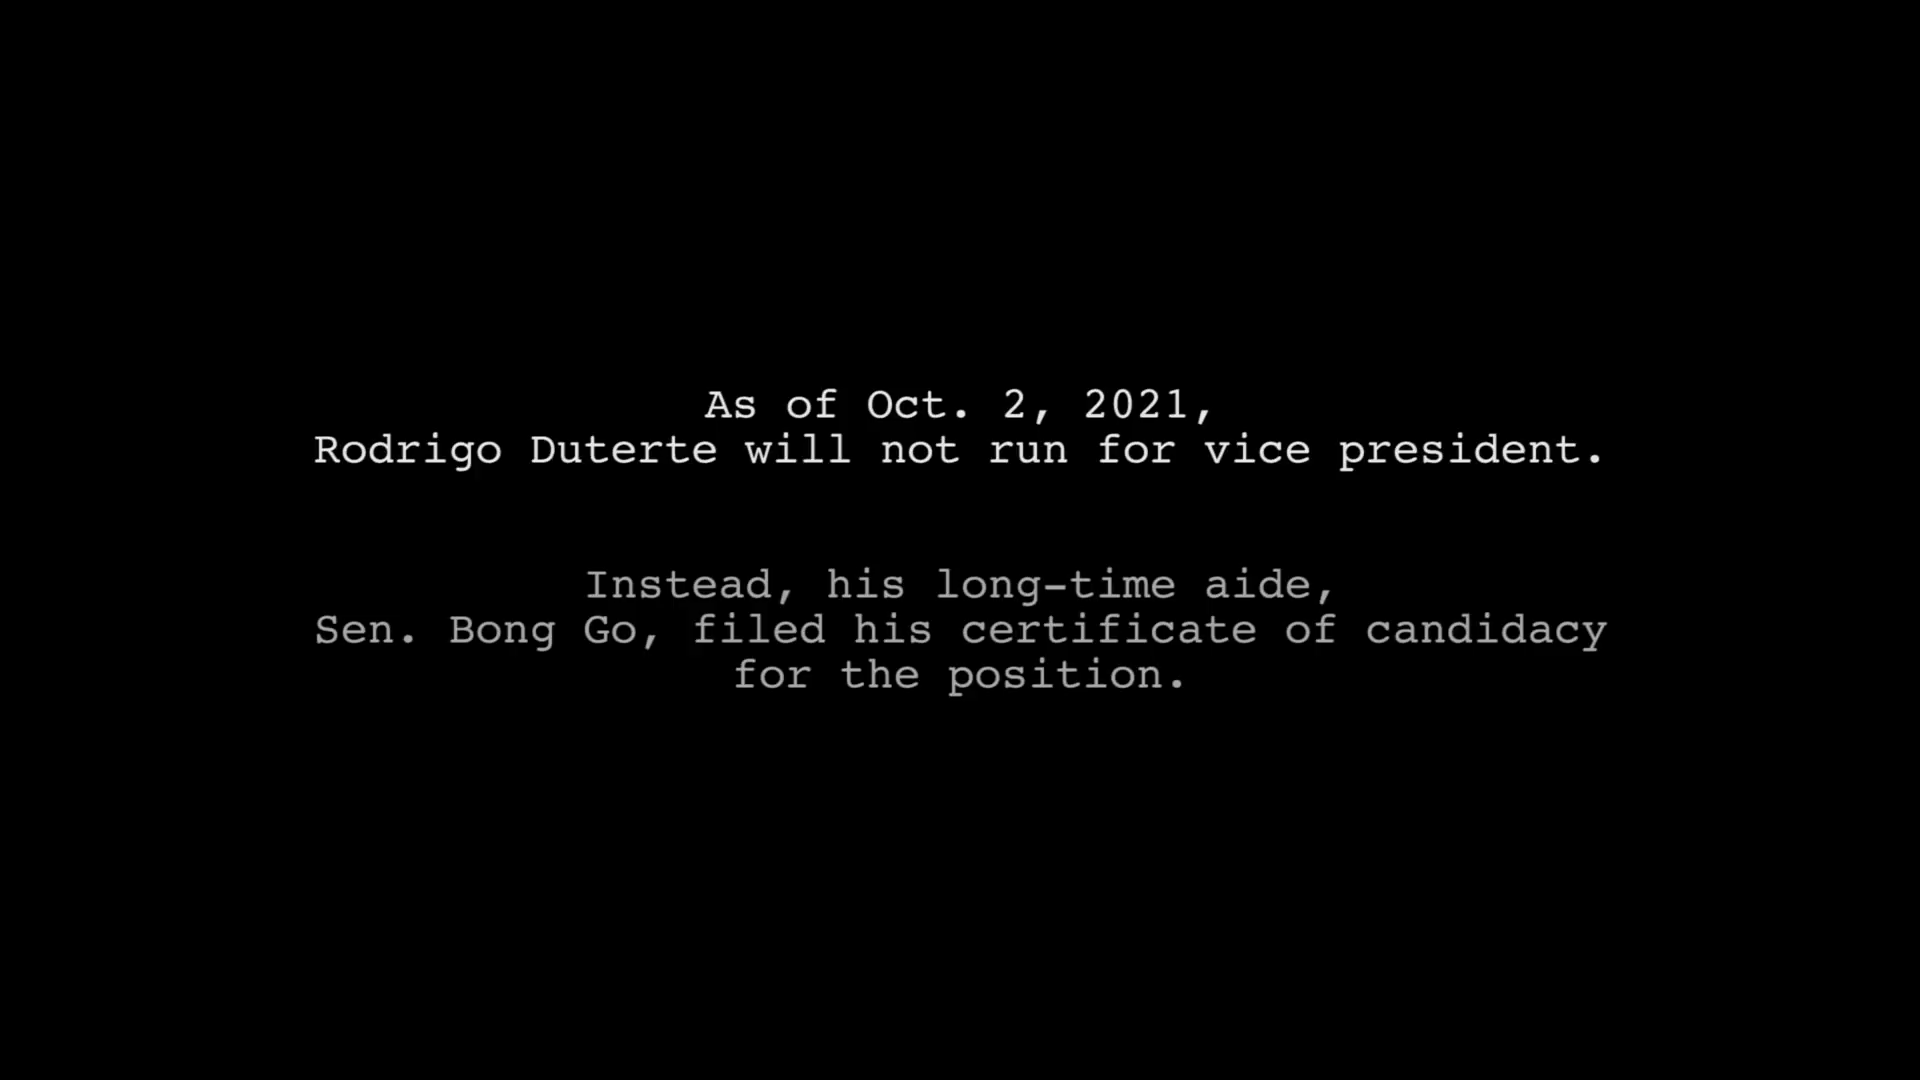 As of Oct. 2, 2021,
Rodrigo Duterte will not run for vice president.
Instead, his long-time aide,
Sen. Bong Go, filed his certificate of candidacy
for the position.